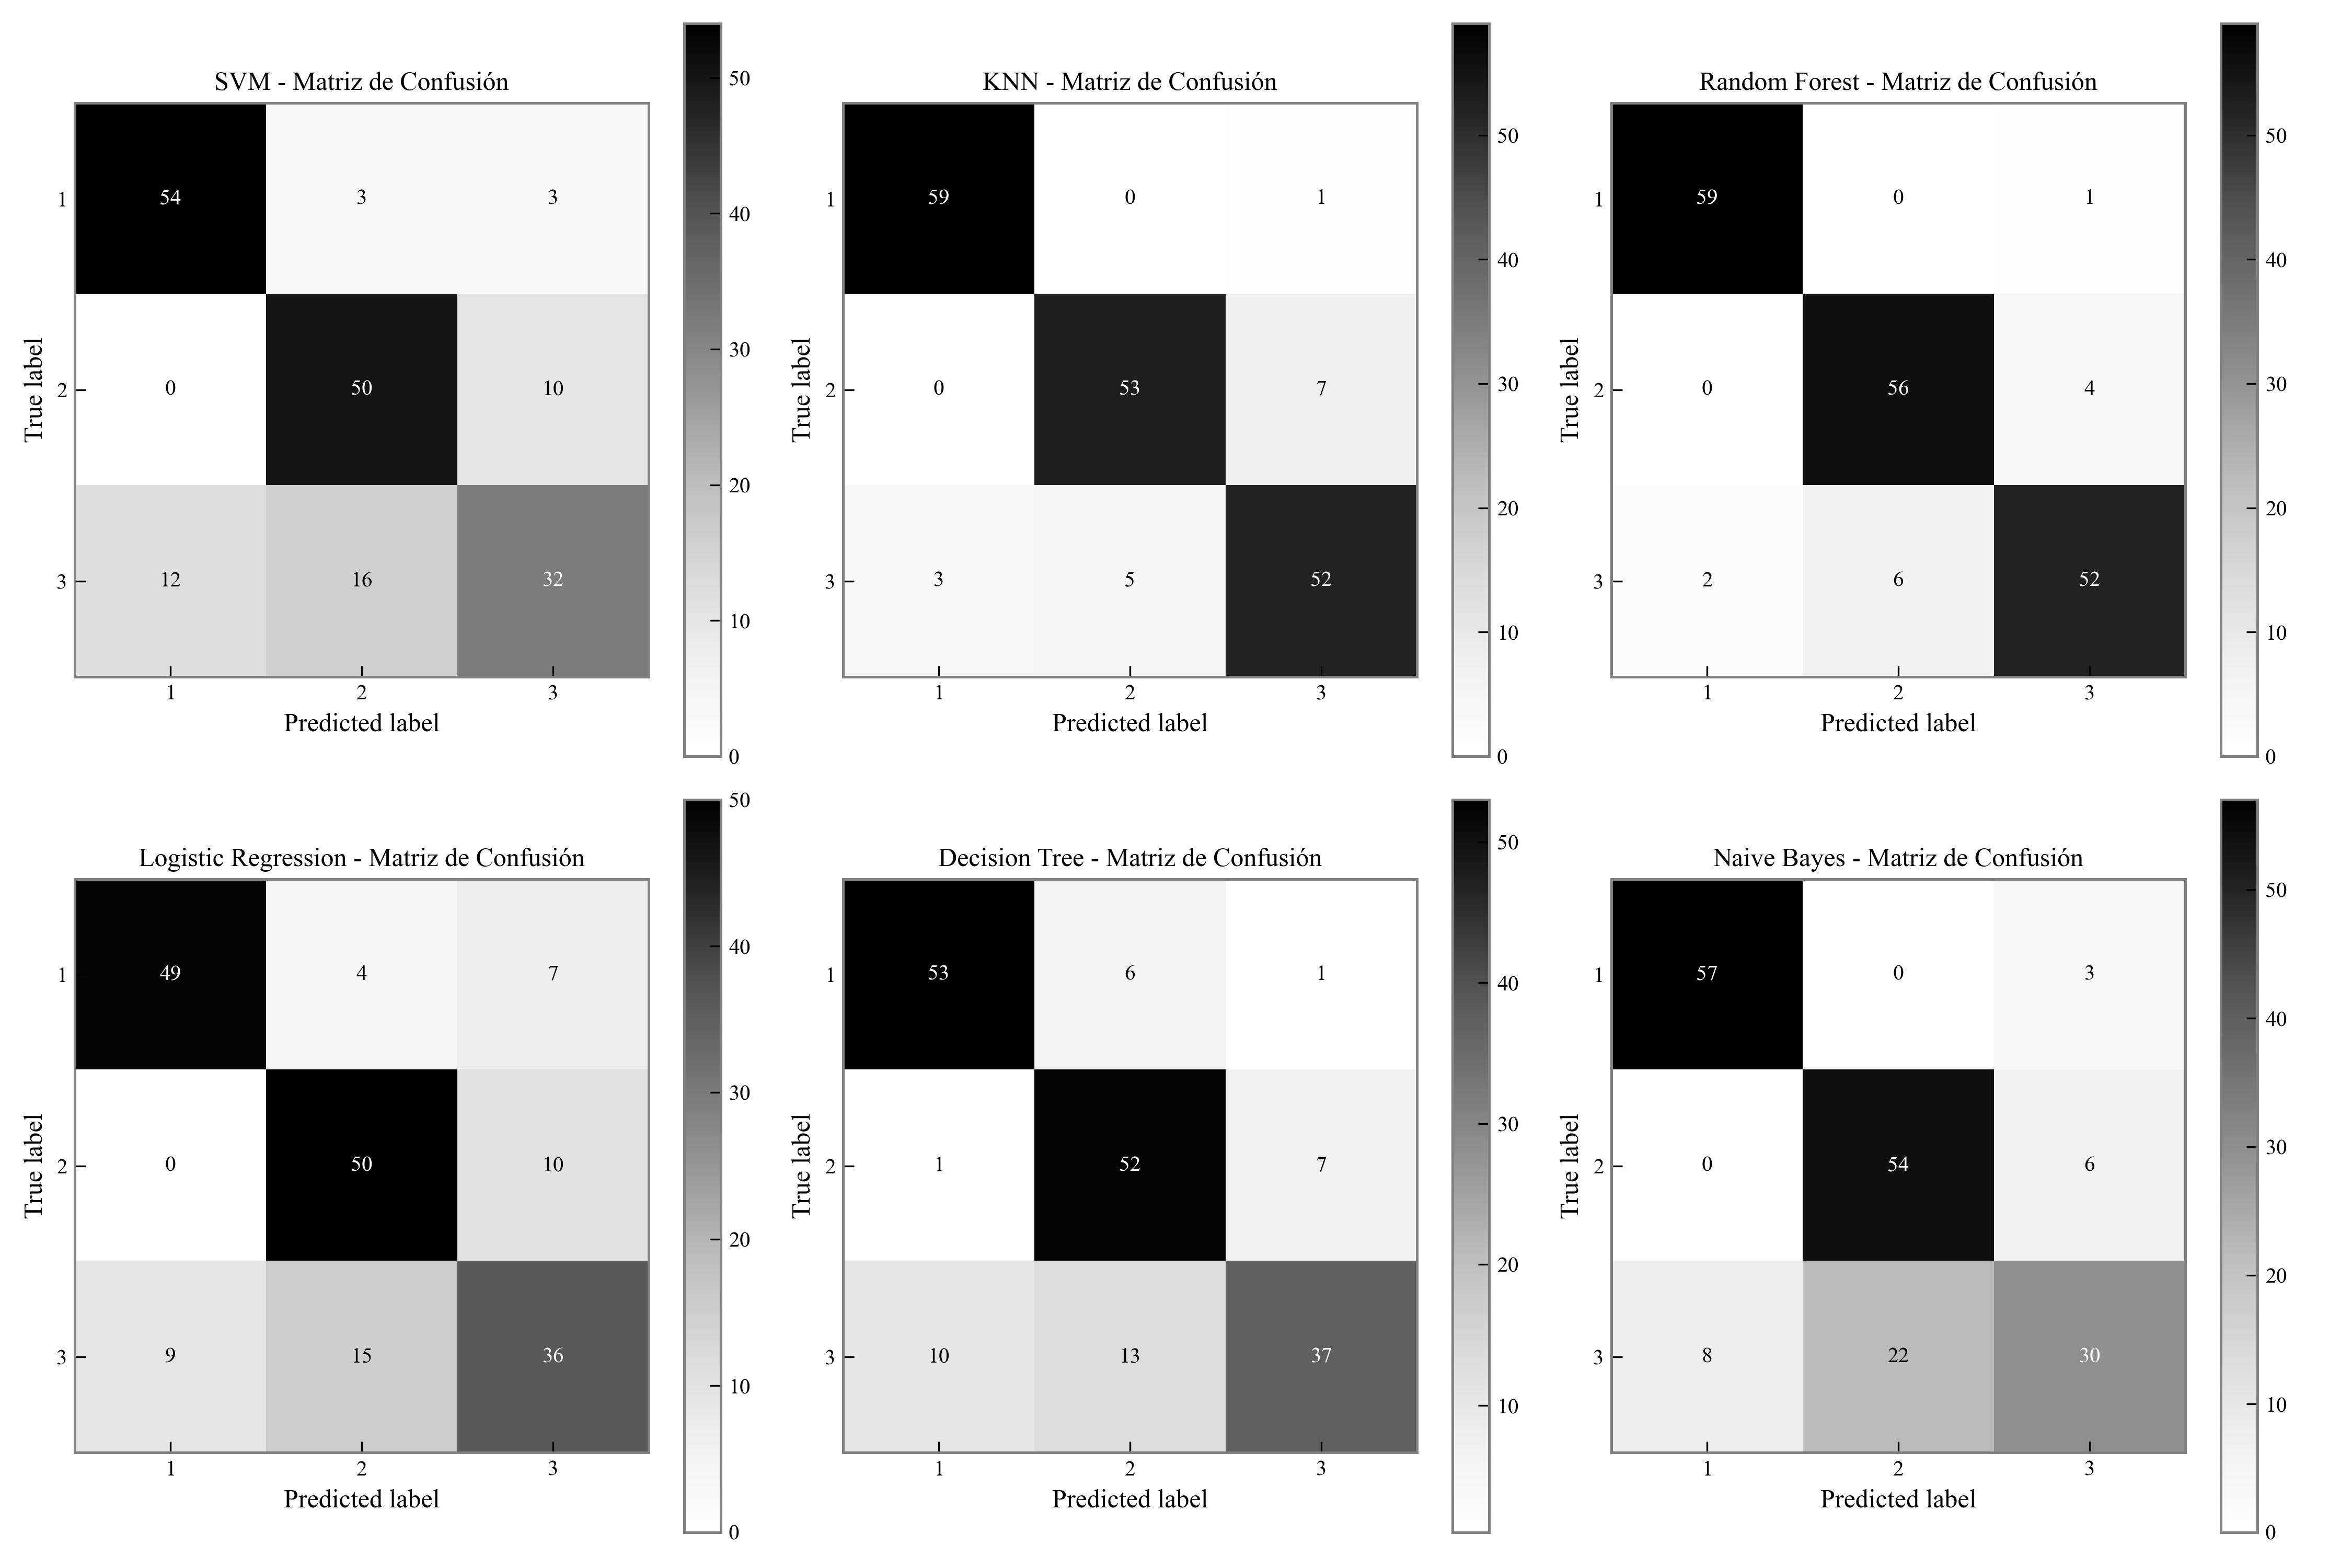 SVM - Matriz de Confusión
True label
1
54 3 3
2
0 50 10
3
12 16 32
1 2 3
Predicted label
50
40
30
20
10
0
KNN - Matriz de Confusión
True label
1
59 0 1
2
0 53 7
3
3 5 52
1 2 3
Predicted label
50
40
30
20
10
0
Random Forest - Matriz de Confusión
True label
1
59 0 1
2
0 56 4
3
2 6 52
1 2 3
Predicted label
50
40
30
20
10
0
Logistic Regression - Matriz de Confusión
True label
1
49 4 7
2
0 50 10
3
9 15 36
1 2 3
Predicted label
50
40
30
20
10
0
Decision Tree - Matriz de Confusión
True label
1
53 6 1
2
1 52 7
3
10 13 37
1 2 3
Predicted label
50
40
30
20
10
Naive Bayes - Matriz de Confusión
True label
1
57 0 3
2
0 54 6
3
8 22 30
1 2 3
Predicted label
50
40
30
20
10
0